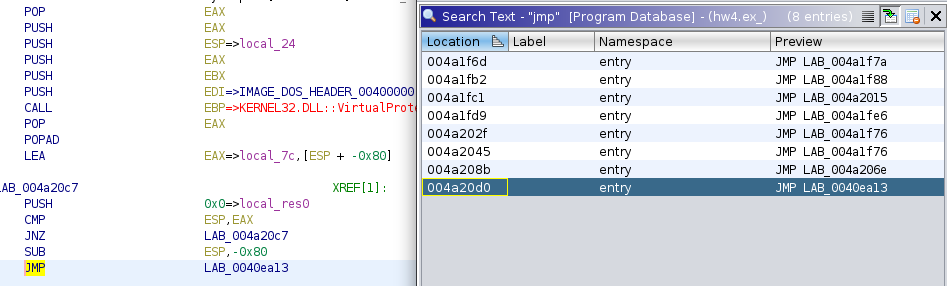 POP EAX
PUSH EAX
PUSH ESP=>local_24
PUSH EAX
PUSH EBX
PUSH EDI=>IMAGE_DOS_HEADER_00400000
CALL EBP=>KERNEL32.DLL::VirtualProt
POP EAX
POPAD
LEA EAX=>local_7c,[ESP + -0x80]
LAB_004a20c7 XREF[1]:
PUSH 0x0=>local_res0
CMP ESP,EAX
JNZ LAB_004a20c7
SUB ESP,-0x80
JMP LAB_0040ea13
Search Text - "jmp" [Program Database] - (hw4.ex_) (8 entries)
Location Label Namespace Preview
004a1f6d entry JMP LAB_004a1f7a
004a1fb2 entry JMP LAB_004a1f88
004a1fc1 entry JMP LAB_004a2015
004a1fd9 entry JMP LAB_004a1fe6
004a202f entry JMP LAB_004a1f76
004a2045 entry JMP LAB_004a1f76
004a208b entry JMP LAB_004a206e
004a20d0 entry JMP LAB_0040ea13